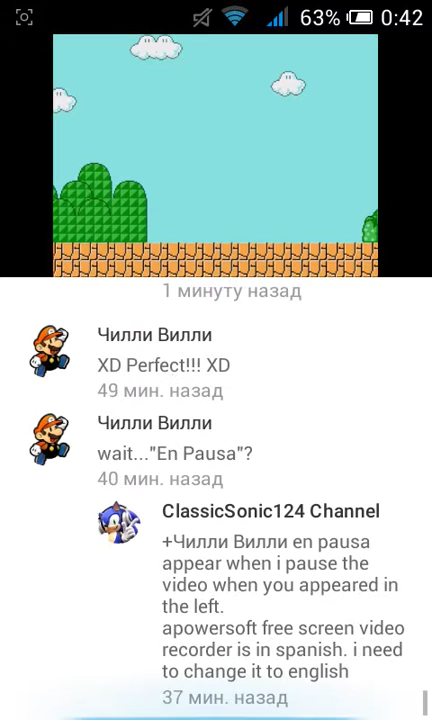 63% 0:42
1 минуту назад
Чилли Вилли
XD Perfect!!! XD
49 мин. назад
Чилли Вилли
wait..."En Pausa"?
40 мин. назад
ClassicSonic124 Channel
+Чилли Вилли en pausa
appear when i pause the
video when you appeared in
the left.
apowersoft free screen video
recorder is in spanish. i need
to change it to english
37 мин. назад